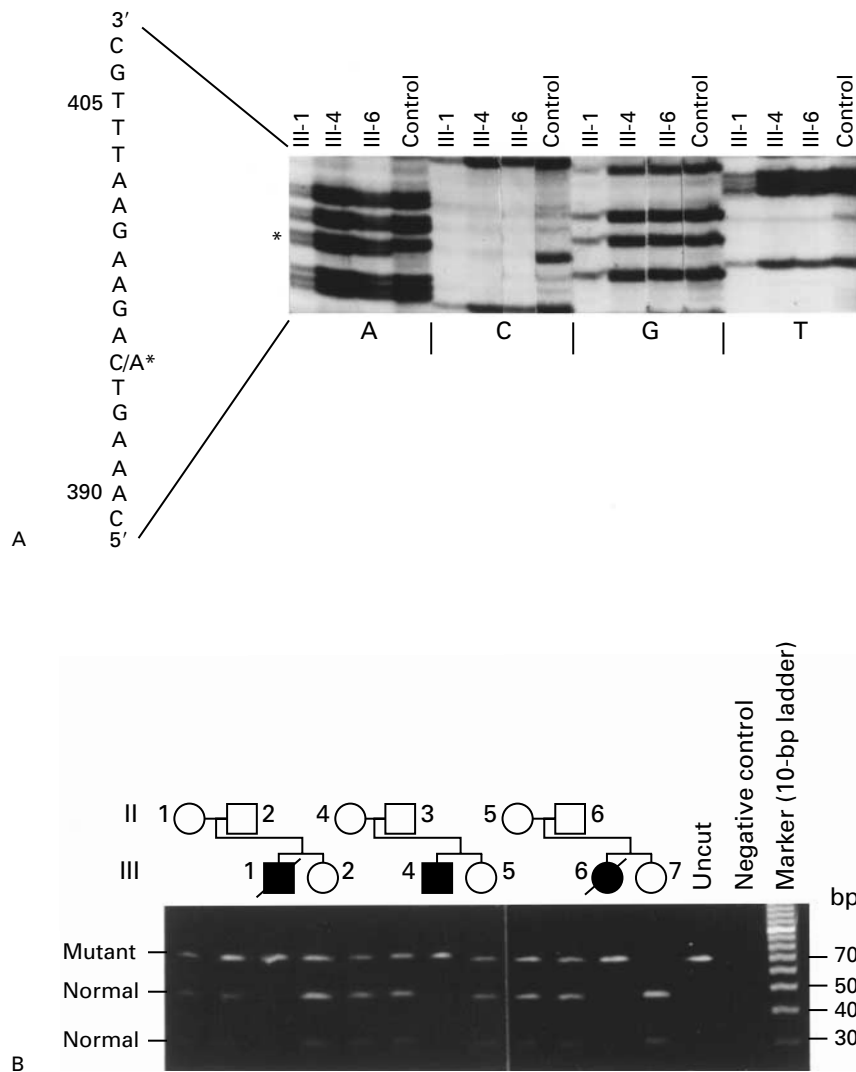 3′
C
G
T
405 T
T
A
A
G
A
A
G
A
C/A*
T
G
A
A
390 A
C
5′
A
III-1 III-4 III-6 Control III-1 III-4 III-6 Control III-1 III-4 III-6 Control III-1 III-4 III-6 Control
*
A | C | G | T
II 1 2 4 3 5 6
III 1 2 4 5 6 7
Uncut
Negative control
Marker (10-bp ladder)
bp
Mutant
Normal
Normal
70
50
40
30
B